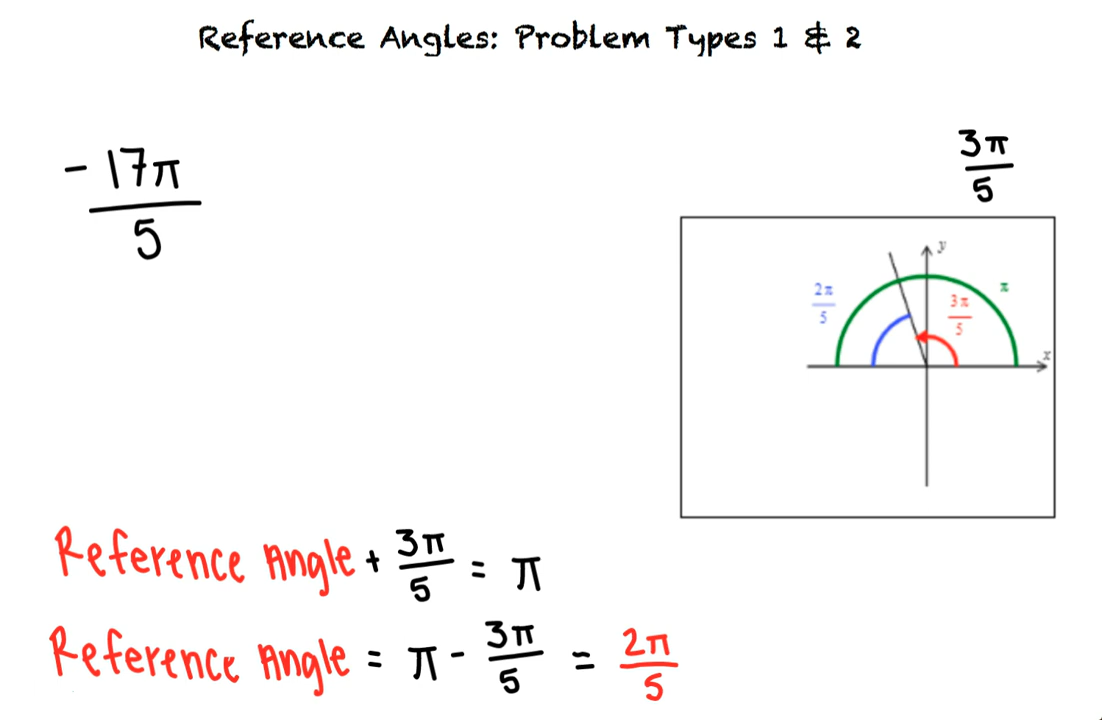 Reference Angles: Problem Types 1 & 2
-17π/5
3π/5
y
2π/5
3π/5
π
x
Reference Angle + 3π/5 = π
Reference Angle = π - 3π/5 = 2π/5